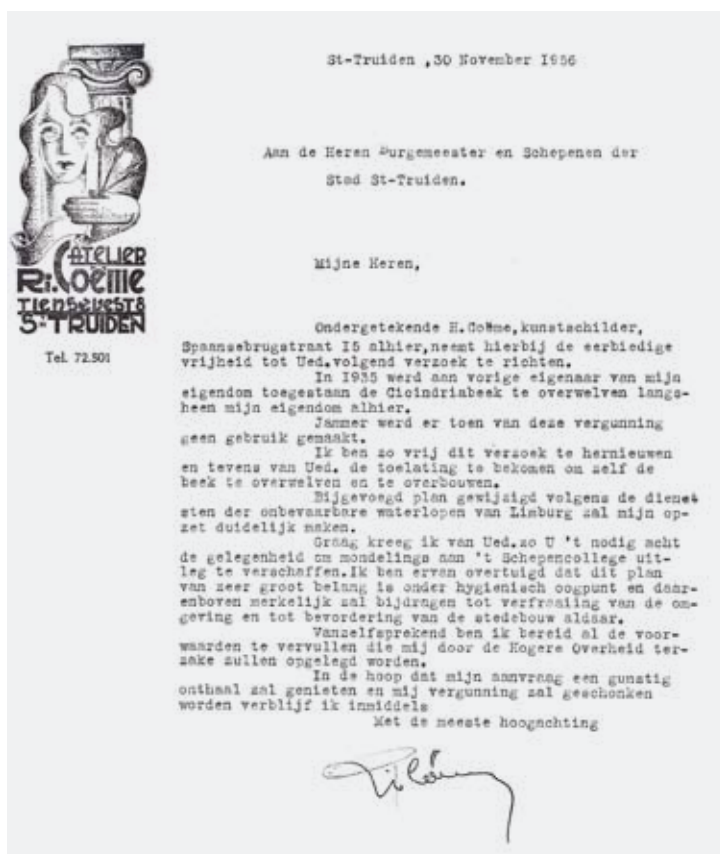 St-Truiden ,30 November I956
Aan de Heren Burgemeester en Schepenen der
Stad St-Truiden.
Mijne Heren,
ATELIER
Ri.Coëme
TIENSEVEST 8
St TRUIDEN
Tel. 72.501
Ondergetekende H.Coëme,kunstschilder,
Spaansebrugstraat I5 alhier,neemt hierbij de eerbiedige
vrijheid tot Ued.volgend verzoek te richten.
In I935 werd aan vorige eigenaar van mijn
eigendom toegestaan de Cicindriabeek te overwelven langs-
heen mijn eigendom alhier.
Jammer werd er toen van deze vergunning
geen gebruik gemaakt.
Ik ben zo vrij dit verzoek te hernieuwen
en tevens van Ued. de toelating te bekomen om zelf de
beek te overwelven en te overbouwen.
Bijgevoegd plan gewijzigd volgens de dienst
sten der onbevaarbare waterlopen van Limburg zal mijn op-
zet duidelijk maken.
Graag kreeg ik van Ued.zo U 't nodig acht
de gelegenheid om mondelings aan 't Schepencollege uit-
leg te verschaffen.Ik ben ervan overtuigd dat dit plan
van zeer groot belang is onder hygienisch oogpunt en daar-
enboven merkelijk zal bijdragen tot verfraaiing van de om-
gering en tot bevordering van de stedebouw aldaar.
Vanzelfsprekend ben ik bereid al de voor-
waarden te vervullen die mij door de Hogere Overheid ter-
zake zullen opgelegd worden.
In de hoop dat mijn aanvraag een gunstig
onthaal zal genieten en mij vergunning zal geschonken
worden verblijf ik inmiddels
Met de meeste hoogachting